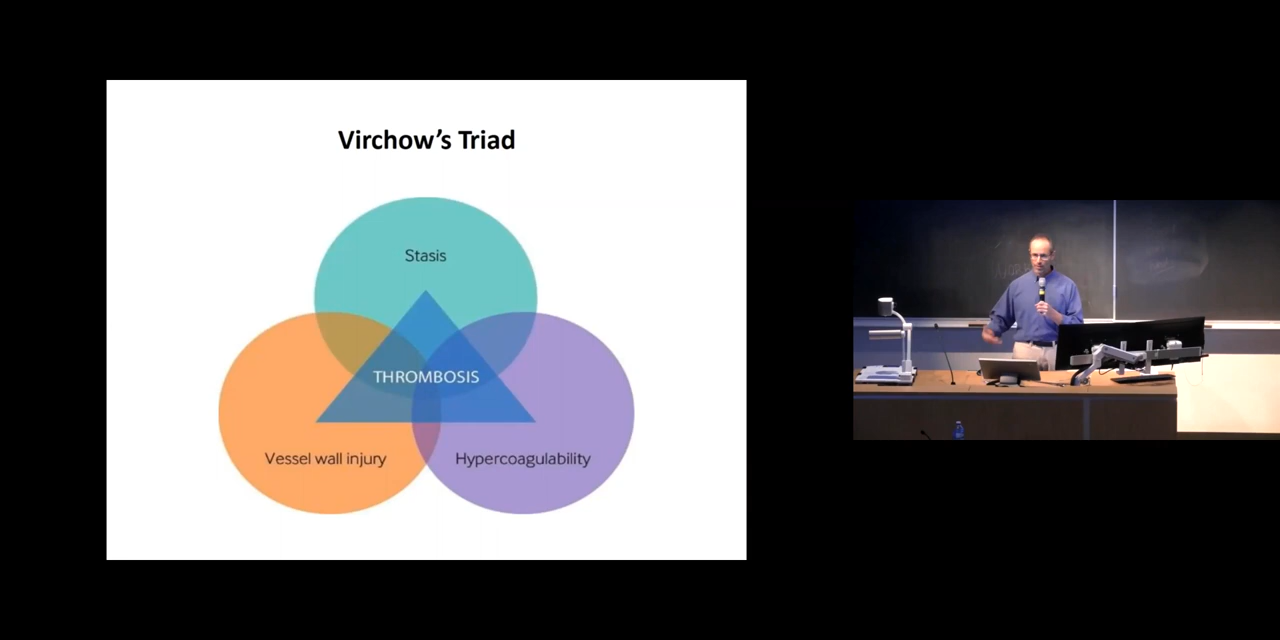 Virchow’s Triad
Stasis
THROMBOSIS
Vessel wall injury
Hypercoagulability